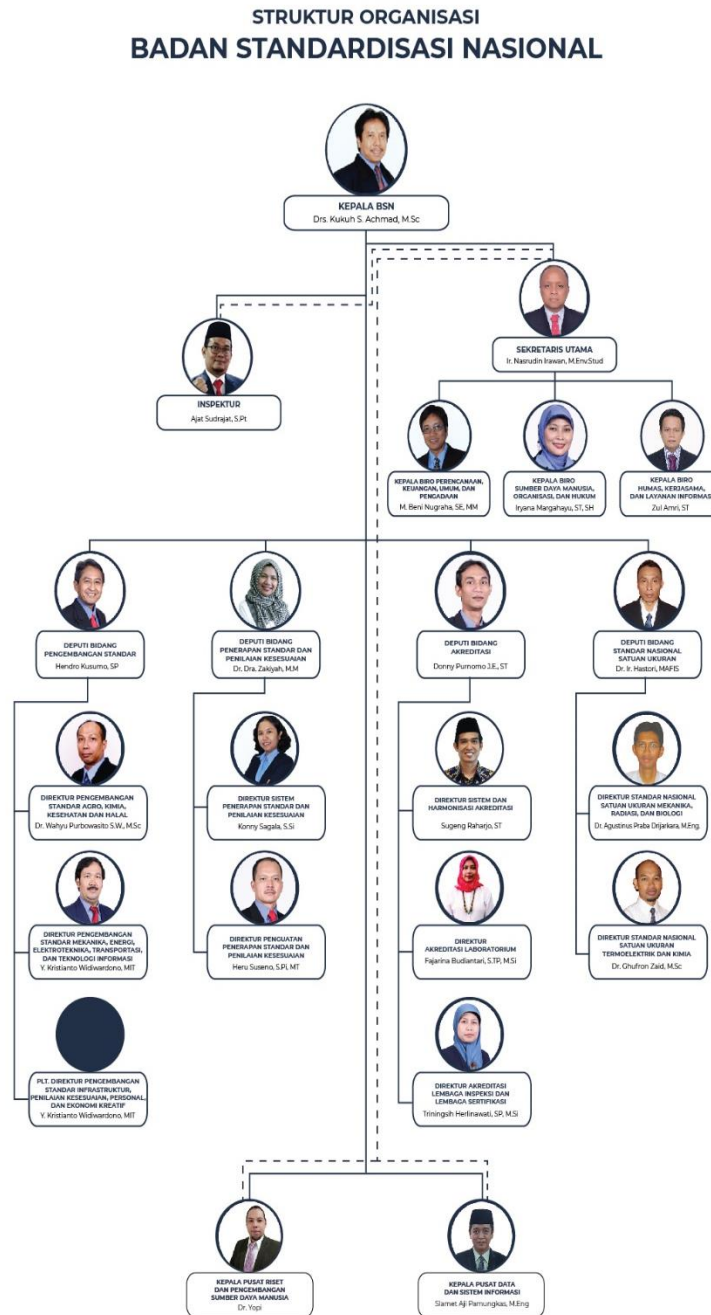 STRUKTUR ORGANISASI
BADAN STANDARDISASI NASIONAL
KEPALA BSN
Drs. Kukuh S. Achmad, M.Sc
SEKRETARIS UTAMA
Ir. Nasrudin Irawan, M.Env.Stud
INSPEKTUR
Ajat Sudrajat, S.Pt
KEPALA BIRO PERENCANAAN,
KEUANGAN, UMUM, DAN
PENGADAAN
M. Beni Nugraha, SE, MM
KEPALA BIRO
SUMBER DAYA MANUSIA,
ORGANISASI, DAN HUKUM
Iryana Margahayu, ST, SH
KEPALA BIRO
HUMAS, KERJASAMA,
DAN LAYANAN INFORMASI
Zul Amri, ST
DEPUTI BIDANG
PENGEMBANGAN STANDAR
Hendro Kusumo, SP
DEPUTI BIDANG
PENERAPAN STANDAR DAN
PENILAIAN KESESUAIAN
Dr. Dra. Zakiyah, M.M
DEPUTI BIDANG
AKREDITASI
Donny Purnomo J.E., ST
DEPUTI BIDANG
STANDAR NASIONAL
SATUAN UKURAN
Dr. Ir. Hastori, MAFIS
DIREKTUR PENGEMBANGAN
STANDAR AGRO, KIMIA,
KESEHATAN DAN HALAL
Dr. Wahyu Purbowasito S.W., M.Sc
DIREKTUR SISTEM
PENERAPAN STANDAR DAN
PENILAIAN KESESUAIAN
Konny Sagala, S.Si
DIREKTUR SISTEM DAN
HARMONISASI AKREDITASI
Sugeng Raharjo, ST
DIREKTUR STANDAR NASIONAL
SATUAN UKURAN MEKANIKA,
RADIASI, DAN BIOLOGI
Dr. Agustinus Praba Drijarkara, M.Eng.
DIREKTUR PENGEMBANGAN
STANDAR MEKANIKA, ENERGI,
ELEKTROTEKNIKA, TRANSPORTASI,
DAN TEKNOLOGI INFORMASI
Y. Kristianto Widiwardono, MIT
DIREKTUR PENGUATAN
PENERAPAN STANDAR DAN
PENILAIAN KESESUAIAN
Heru Suseno, S.Pi, MT
DIREKTUR
AKREDITASI LABORATORIUM
Fajarina Budiantari, S.TP, M.Si
DIREKTUR STANDAR NASIONAL
SATUAN UKURAN
TERMOELEKTRIK DAN KIMIA
Dr. Ghufron Zaid, M.Sc
PLT. DIREKTUR PENGEMBANGAN
STANDAR INFRASTRUKTUR,
PENILAIAN KESESUAIAN, PERSONAL,
DAN EKONOMI KREATIF
Y. Kristianto Widiwardono, MIT
DIREKTUR AKREDITASI
LEMBAGA INSPEKSI DAN
LEMBAGA SERTIFIKASI
Triningsih Herlinawati, SP, M.Si
KEPALA PUSAT RISET
DAN PENGEMBANGAN
SUMBER DAYA MANUSIA
Dr. Yopi
KEPALA PUSAT DATA
DAN SISTEM INFORMASI
Slamet Aji Pamungkas, M.Eng